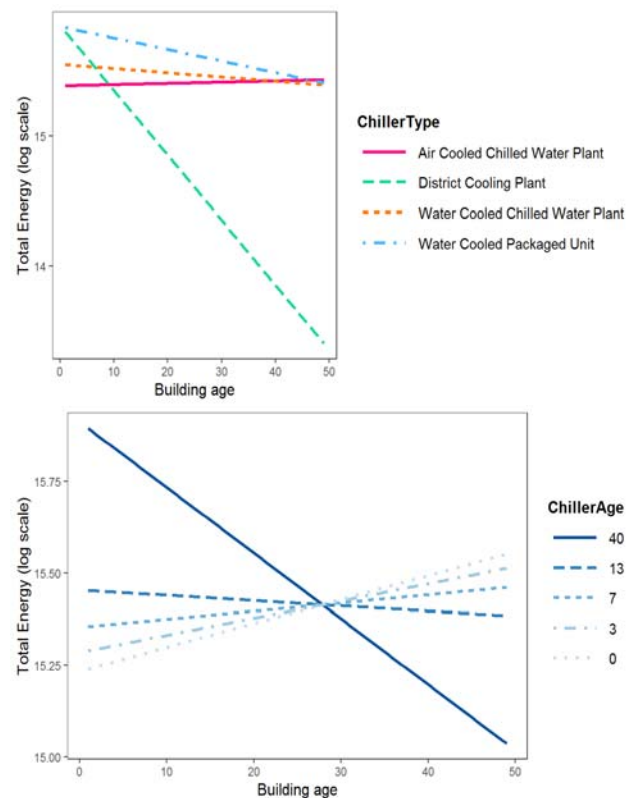 15
14
Total Energy (log scale)
0 10 20 30 40 50
Building age
ChillerType
Air Cooled Chilled Water Plant
District Cooling Plant
Water Cooled Chilled Water Plant
Water Cooled Packaged Unit
15.75
15.50
15.25
15.00
Total Energy (log scale)
0 10 20 30 40 50
Building age
ChillerAge
40
13
7
3
0